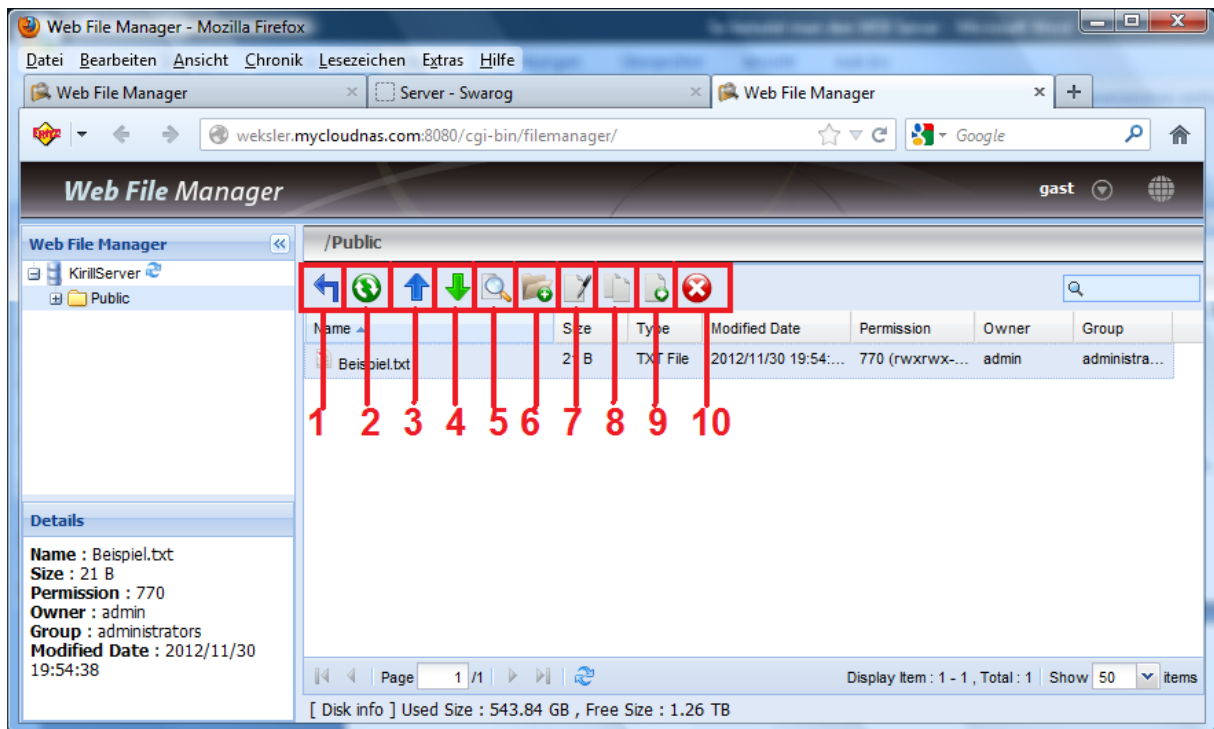 Web File Manager - Mozilla Firefox
Datei Bearbeiten Ansicht Chronik Lesezeichen Extras Hilfe
Web File Manager
Server - Swarog
Web File Manager
weksler.mycloudnas.com:8080/cgi-bin/filemanager/
Google
Web File Manager
gast
Web File Manager
KirillServer
Public
/Public
Name Size Type Modified Date Permission Owner Group
Beispiel.txt 21 B TXT File 2012/11/30 19:54:... 770 (rwxrwx-... admin administra...
1 2 3 4 5 6 7 8 9 10
Details
Name : Beispiel.txt
Size : 21 B
Permission : 770
Owner : admin
Group : administrators
Modified Date : 2012/11/30
19:54:38
Page 1 /1
Display Item : 1 - 1 , Total : 1 Show 50 items
[ Disk info ] Used Size : 543.84 GB , Free Size : 1.26 TB